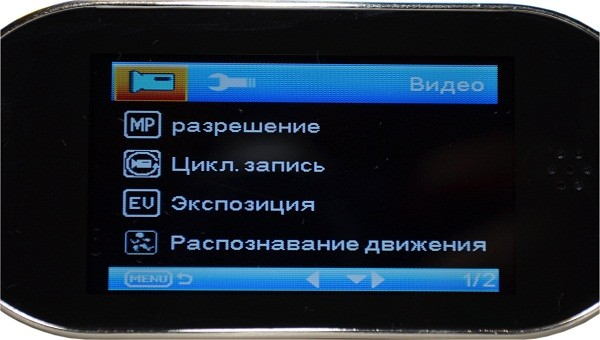 Видео
MP разрешение
Цикл. запись
EV Экспозиция
Распознавание движения
MENU 1/2